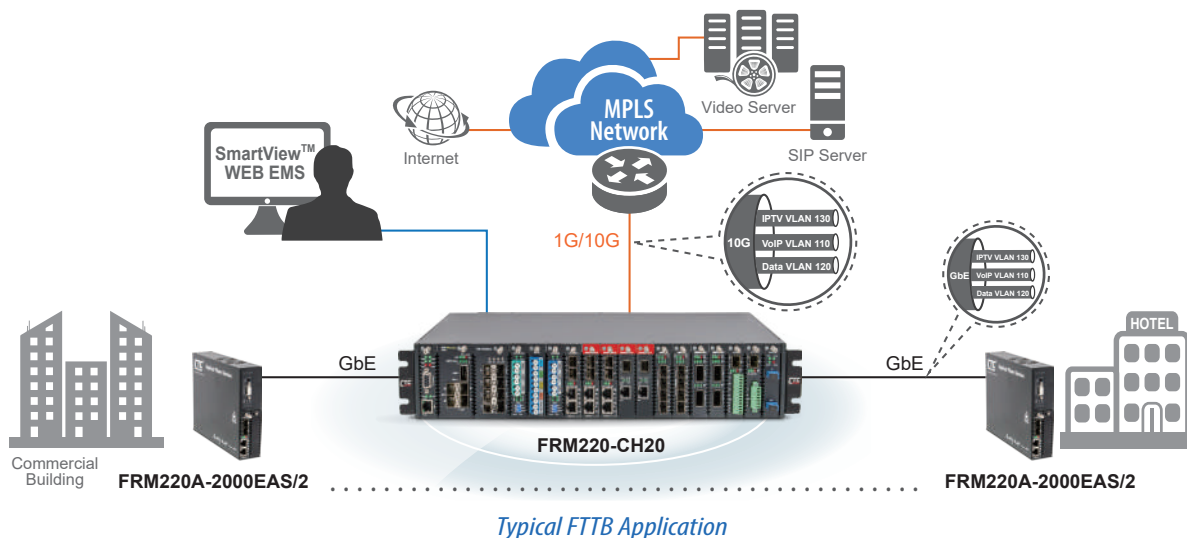 Video Server
MPLS
Network
SIP Server
Internet
SmartView™
WEB EMS
1G/10G
10G
IPTV VLAN 130
VoIP VLAN 110
Data VLAN 120
GbE
IPTV VLAN 130
VoIP VLAN 110
Data VLAN 120
HOTEL
GbE
GbE
CTC
CTC
FRM220-CH20
Commercial
Building
FRM220A-2000EAS/2
FRM220A-2000EAS/2
Typical FTTB Application